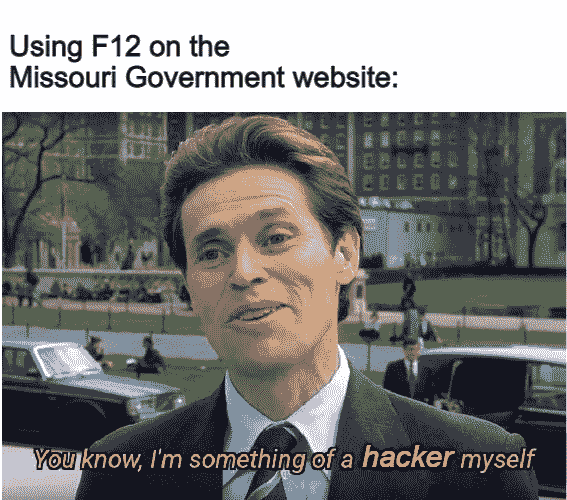 Using F12 on the
Missouri Government website:
You know, I'm something of a hacker myself